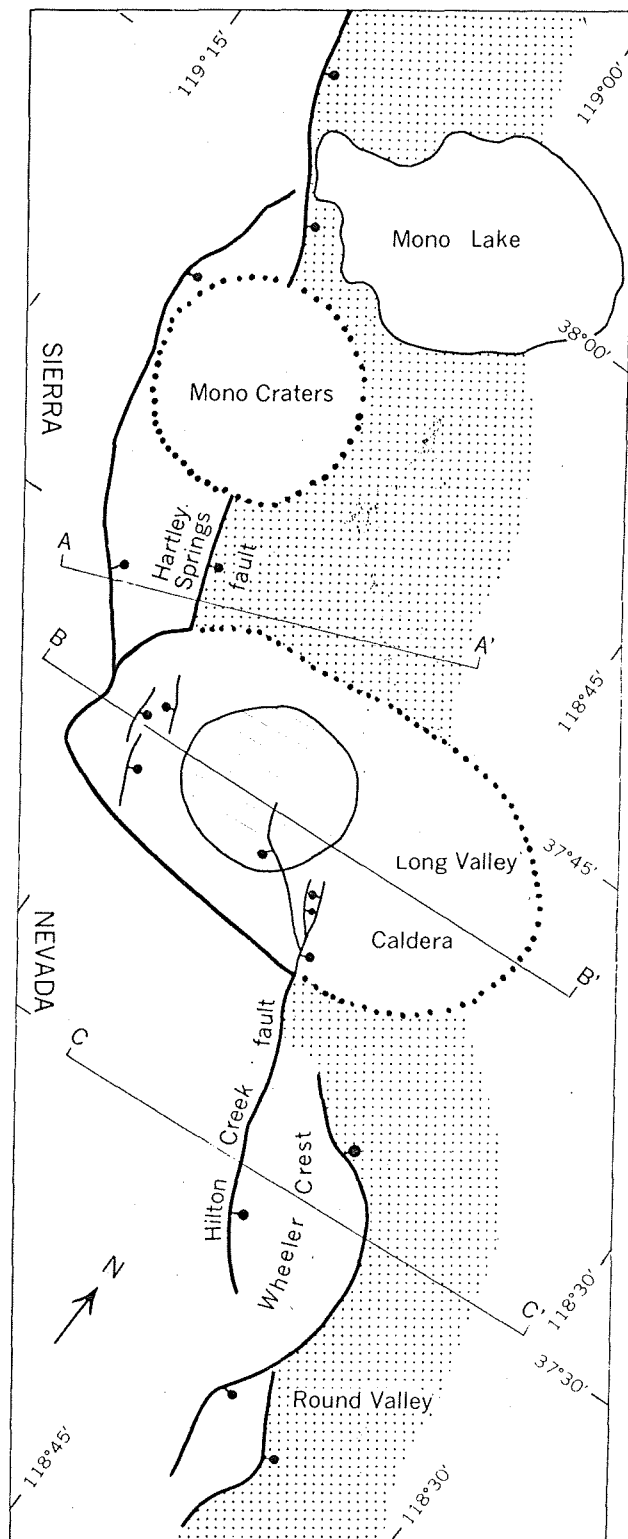 119°15′
119°00′
Mono Lake
38°00′
SIERRA
Mono Craters
Hartley
Springs
fault
A
A′
B
118°45′
37°45′
Long Valley
Caldera
NEVADA
B′
C
fault
Creek
Hilton
Crest
Wheeler
N
C′
118°30′
37°30′
Round Valley
118°45′
118°30′